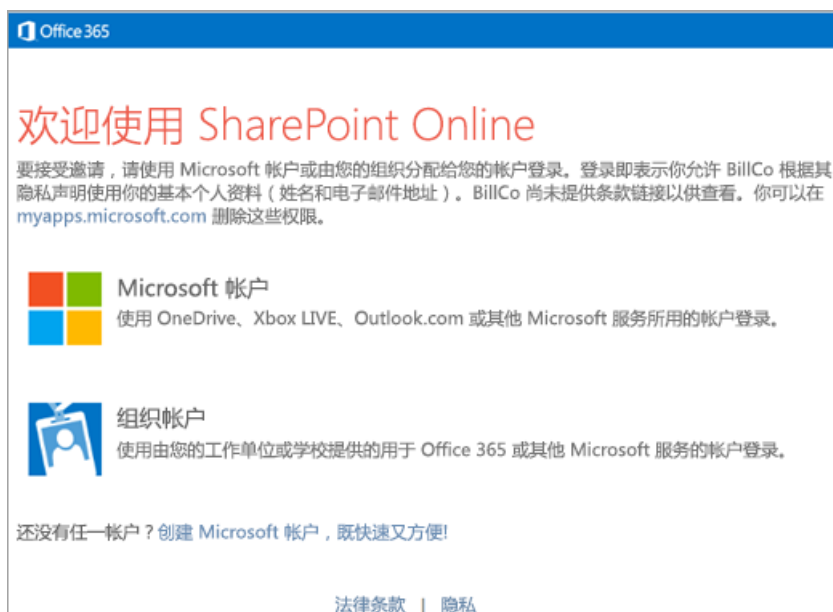 Office 365
欢迎使用 SharePoint Online
要接受邀请，请使用 Microsoft 帐户或由您的组织分配给您的帐户登录。登录即表示你允许 BillCo 根据其
隐私声明使用你的基本个人资料（姓名和电子邮件地址）。BillCo 尚未提供条款链接以供查看。你可以在
myapps.microsoft.com 删除这些权限。
Microsoft 帐户
使用 OneDrive、Xbox LIVE、Outlook.com 或其他 Microsoft 服务所用的帐户登录。
组织帐户
使用由您的工作单位或学校提供的用于 Office 365 或其他 Microsoft 服务的帐户登录。
还没有任一帐户？创建 Microsoft 帐户，既快速又方便!
法律条款 | 隐私